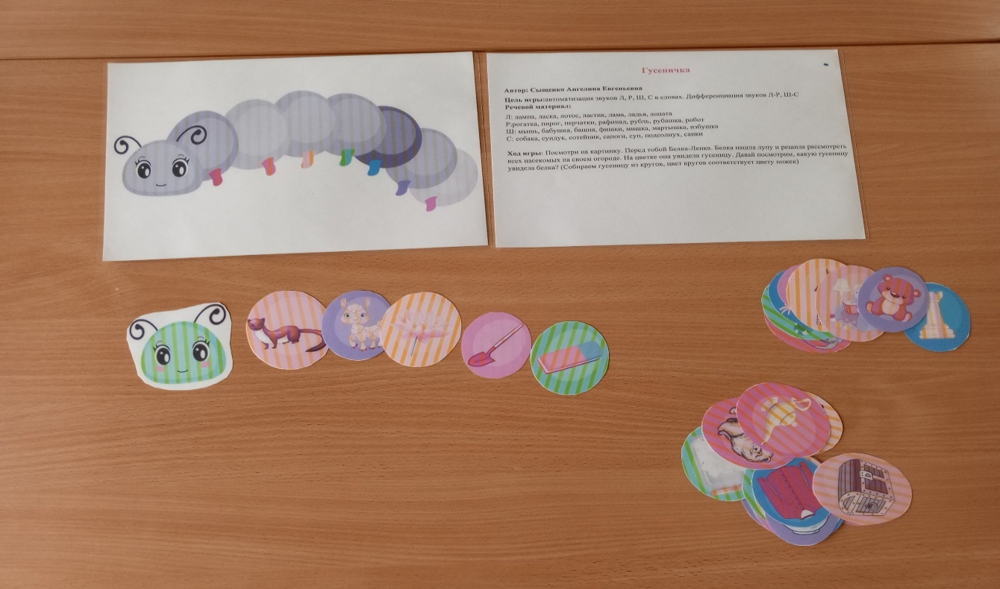 Гусеничка
Автор: Сыщенко Ангелина Евгеньевна
Цель игры:автоматизация звуков Л, Р, Ш, С в словах. Дифференциация звуков Л-Р, Ш-С
Речевой материал:
Л: лампа, ласка, лотос, ластик, лама, ладья, лопата
Р:рогатка, пирог, перчатки, рафинад, рубль, рубашка, робот
Ш: мышь, бабушка, башня, фишки, мишка, мартышка, избушка
С: собака, сундук, сотейник, сапоги, суп, подсолнух, санки
Ход игры: Посмотри на картинку. Перед тобой Белка-Ленка. Белка нашла лупу и решила рассмотреть
всех насекомых на своем огороде. На цветке она увидела гусеницу. Давай посмотрим, какую гусеницу
увидела белка? (Собираем гусеницу из кругов, цвет кругов соответствует цвету ножек)